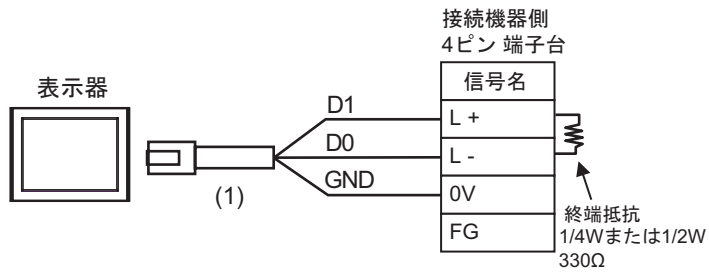 接続機器側
4ピン 端子台
信号名
表示器
D1
L +
D0
L -
GND
0V
(1)
FG
終端抵抗
1/4Wまたは1/2W
330Ω